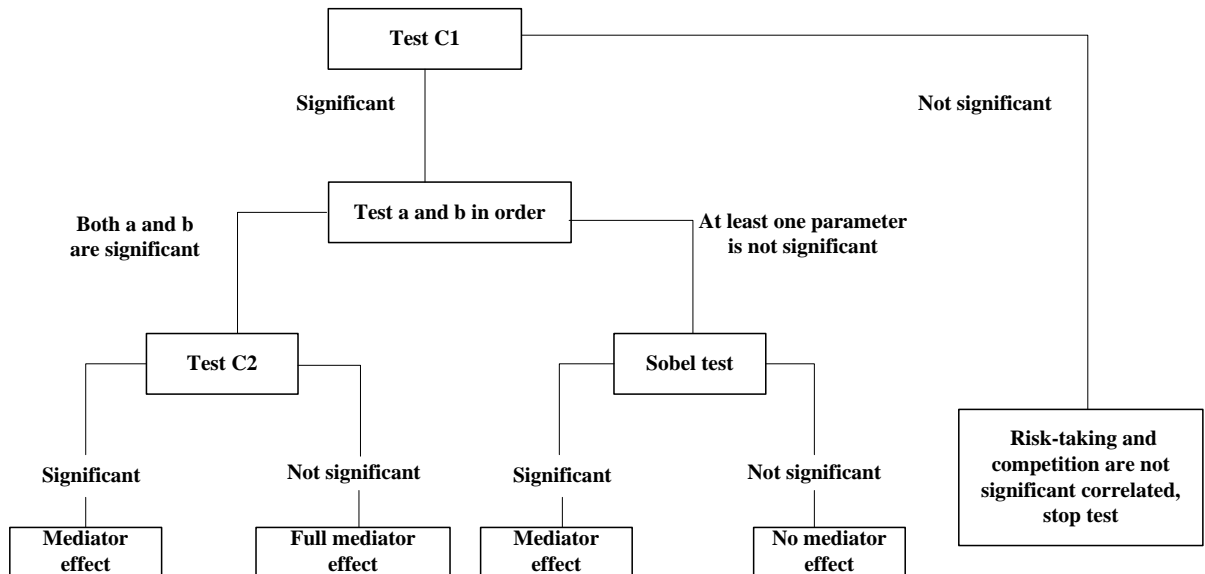 Test C1
Significant
Not significant
Test a and b in order
Both a and b
are significant
At least one parameter
is not significant
Test C2
Sobel test
Risk-taking and
competition are not
significant correlated,
stop test
Significant
Not significant
Significant
Not significant
Mediator
effect
Full mediator
effect
Mediator
effect
No mediator
effect